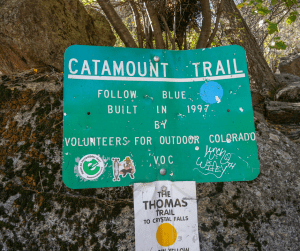 CATAMOUNT TRAIL
FOLLOW BLUE
BUILT IN 1997
BY
VOLUNTEERS FOR OUTDOOR COLORADO
VOC
THE
THOMAS
TRAIL
TO CRYSTAL FALLS
YELLOW